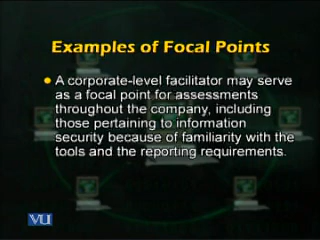 Examples of Focal Points
A corporate-level facilitator may serve
as a focal point for assessments
throughout the company, including
those pertaining to information
security because of familiarity with the
tools and the reporting requirements.
VU